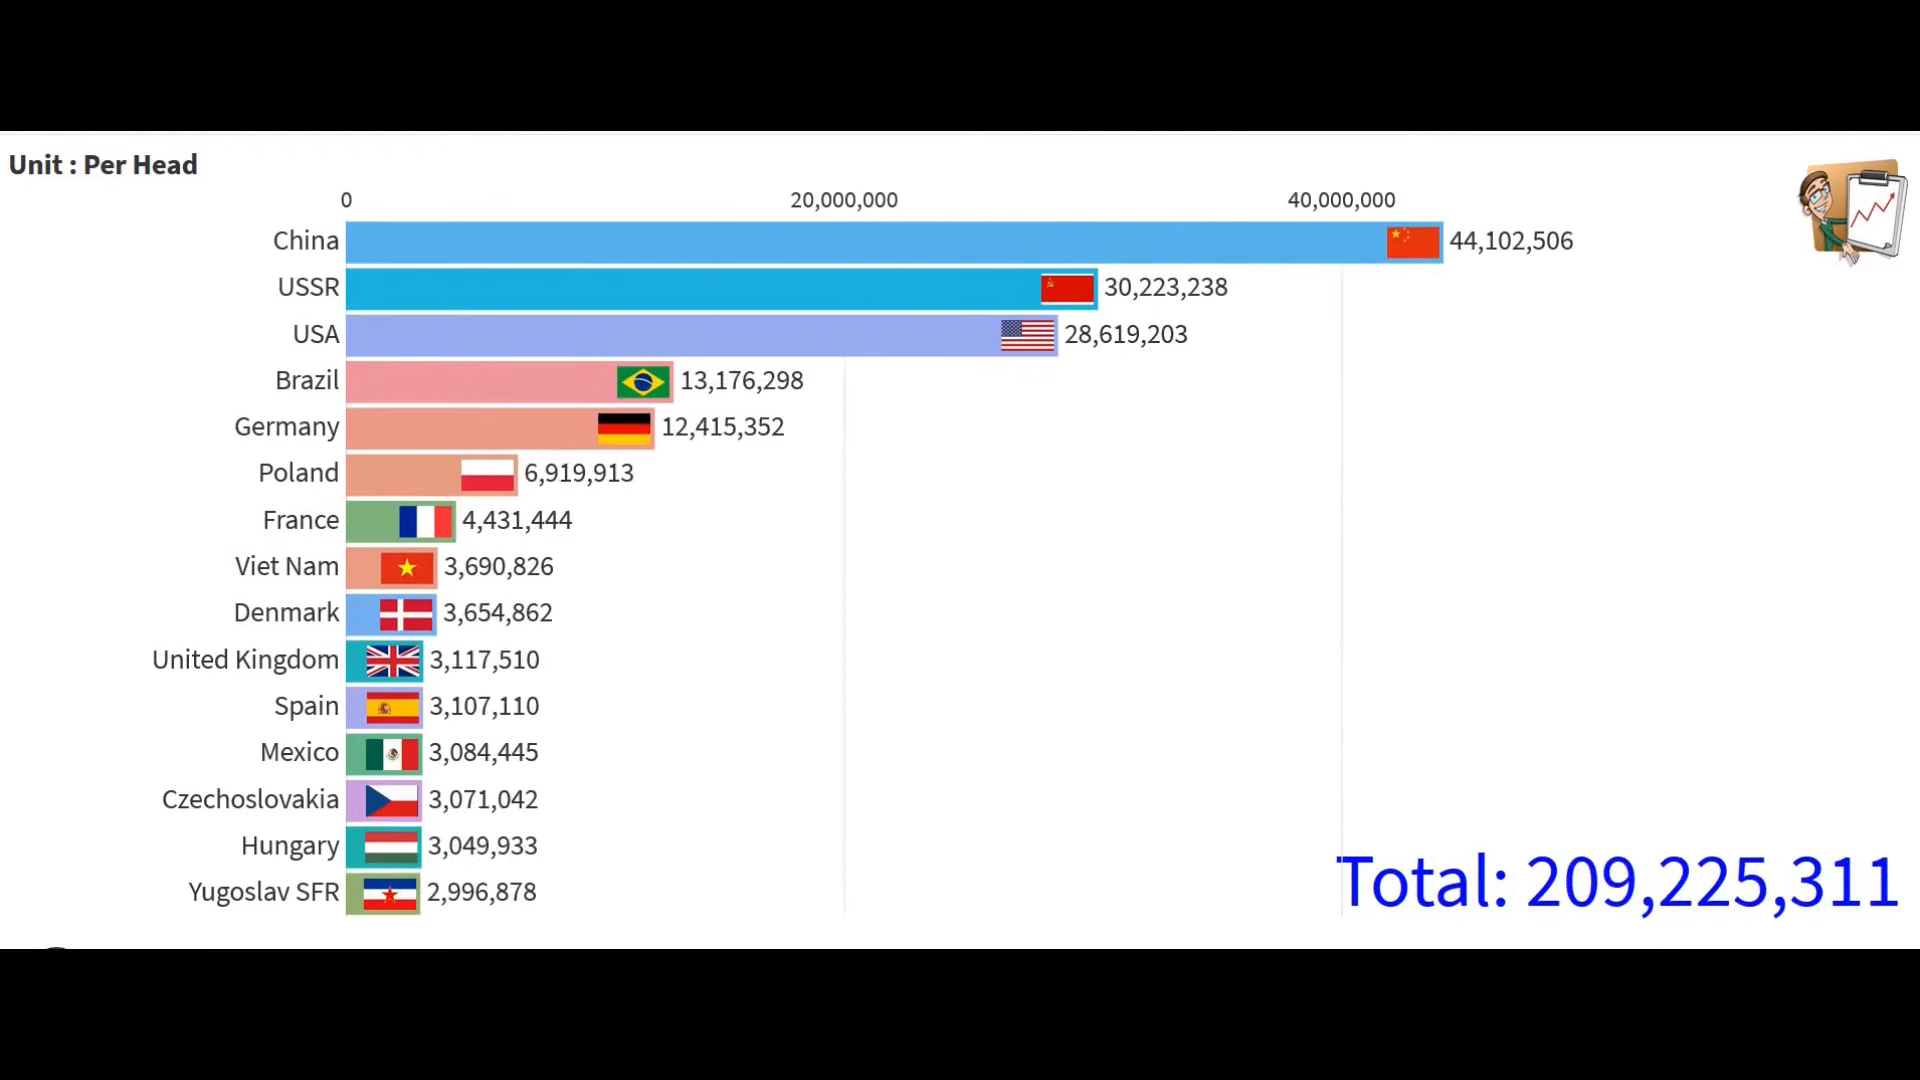 Unit : Per Head
0 20,000,000 40,000,000
China 44,102,506
USSR 30,223,238
USA 28,619,203
Brazil 13,176,298
Germany 12,415,352
Poland 6,919,913
France 4,431,444
Viet Nam 3,690,826
Denmark 3,654,862
United Kingdom 3,117,510
Spain 3,107,110
Mexico 3,084,445
Czechoslovakia 3,071,042
Hungary 3,049,933
Yugoslav SFR 2,996,878
Total: 209,225,311